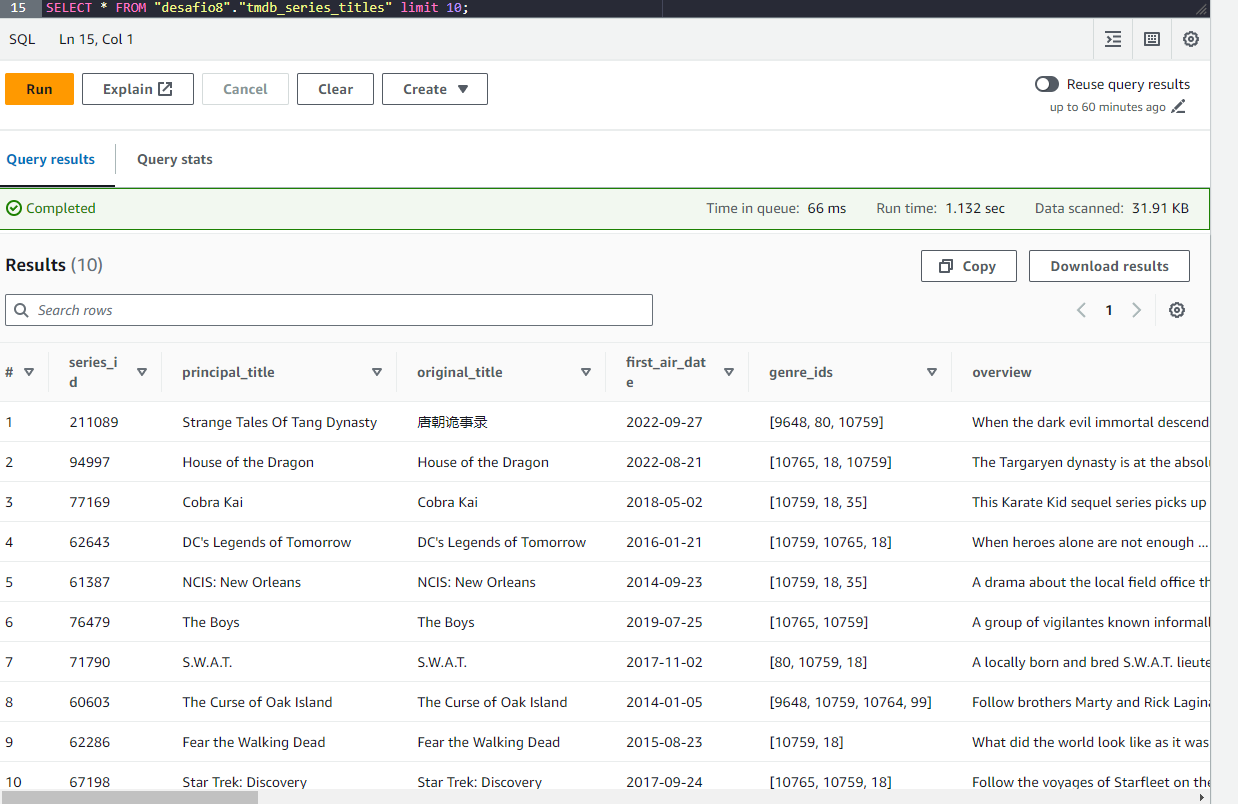 15 SELECT * FROM "desafio8"."tmdb_series_titles" limit 10;
SQL Ln 15, Col 1
Run Explain Cancel Clear Create Reuse query results
up to 60 minutes ago
Query results Query stats
Completed Time in queue: 66 ms Run time: 1.132 sec Data scanned: 31.91 KB
Results (10) Copy Download results
Search rows 1
# series_id principal_title original_title first_air_date genre_ids overview
1 211089 Strange Tales Of Tang Dynasty 唐朝诡事录 2022-09-27 [9648, 80, 10759] When the dark evil immortal descend
2 94997 House of the Dragon House of the Dragon 2022-08-21 [10765, 18, 10759] The Targaryen dynasty is at the absol
3 77169 Cobra Kai Cobra Kai 2018-05-02 [10759, 18, 35] This Karate Kid sequel series picks up
4 62643 DC's Legends of Tomorrow DC's Legends of Tomorrow 2016-01-21 [10759, 10765, 18] When heroes alone are not enough ...
5 61387 NCIS: New Orleans NCIS: New Orleans 2014-09-23 [10759, 18, 35] A drama about the local field office th
6 76479 The Boys The Boys 2019-07-25 [10765, 10759] A group of vigilantes known informal
7 71790 S.W.A.T. S.W.A.T. 2017-11-02 [80, 10759, 18] A locally born and bred S.W.A.T. lieute
8 60603 The Curse of Oak Island The Curse of Oak Island 2014-01-05 [9648, 10759, 10764, 99] Follow brothers Marty and Rick Lagina
9 62286 Fear the Walking Dead Fear the Walking Dead 2015-08-23 [10759, 18] What did the world look like as it was
10 67198 Star Trek: Discovery Star Trek: Discovery 2017-09-24 [10765, 10759, 18] Follow the voyages of Starfleet on the